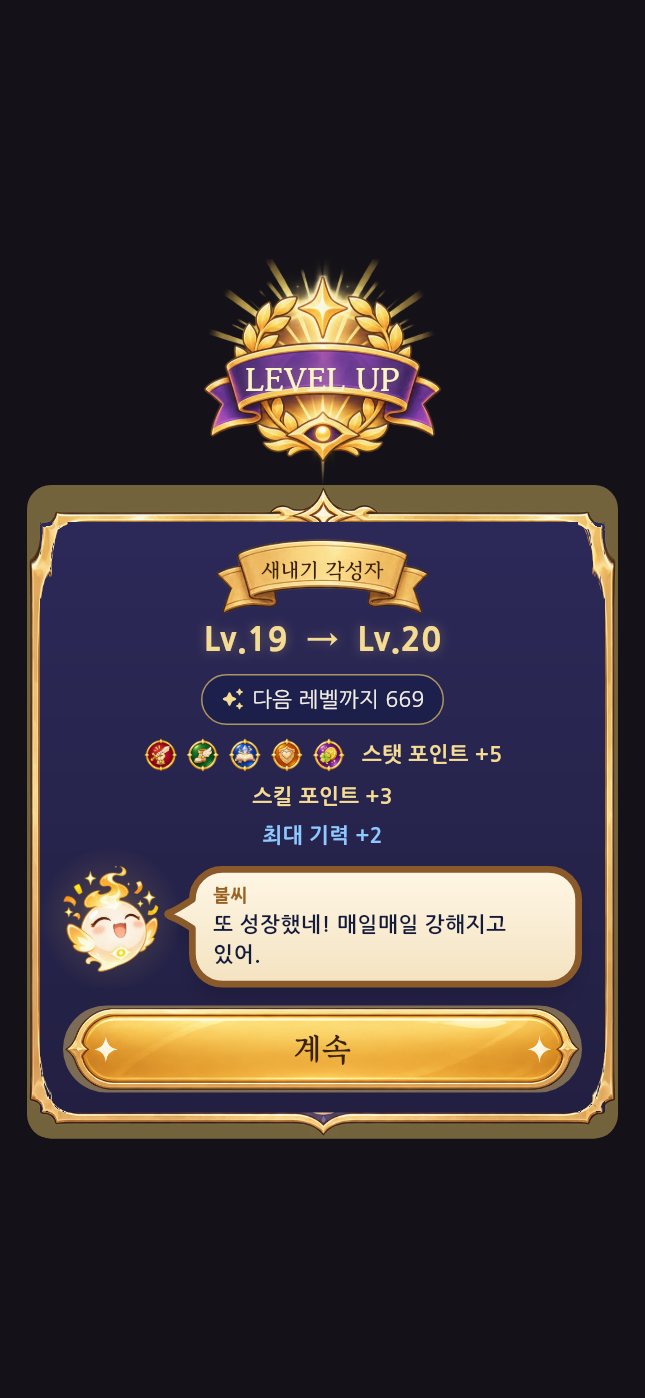 LEVEL UP
새내기 각성자
Lv.19 → Lv.20
다음 레벨까지 669
스탯 포인트 +5
스킬 포인트 +3
최대 기력 +2
불씨
또 성장했네! 매일매일 강해지고
있어.
계속